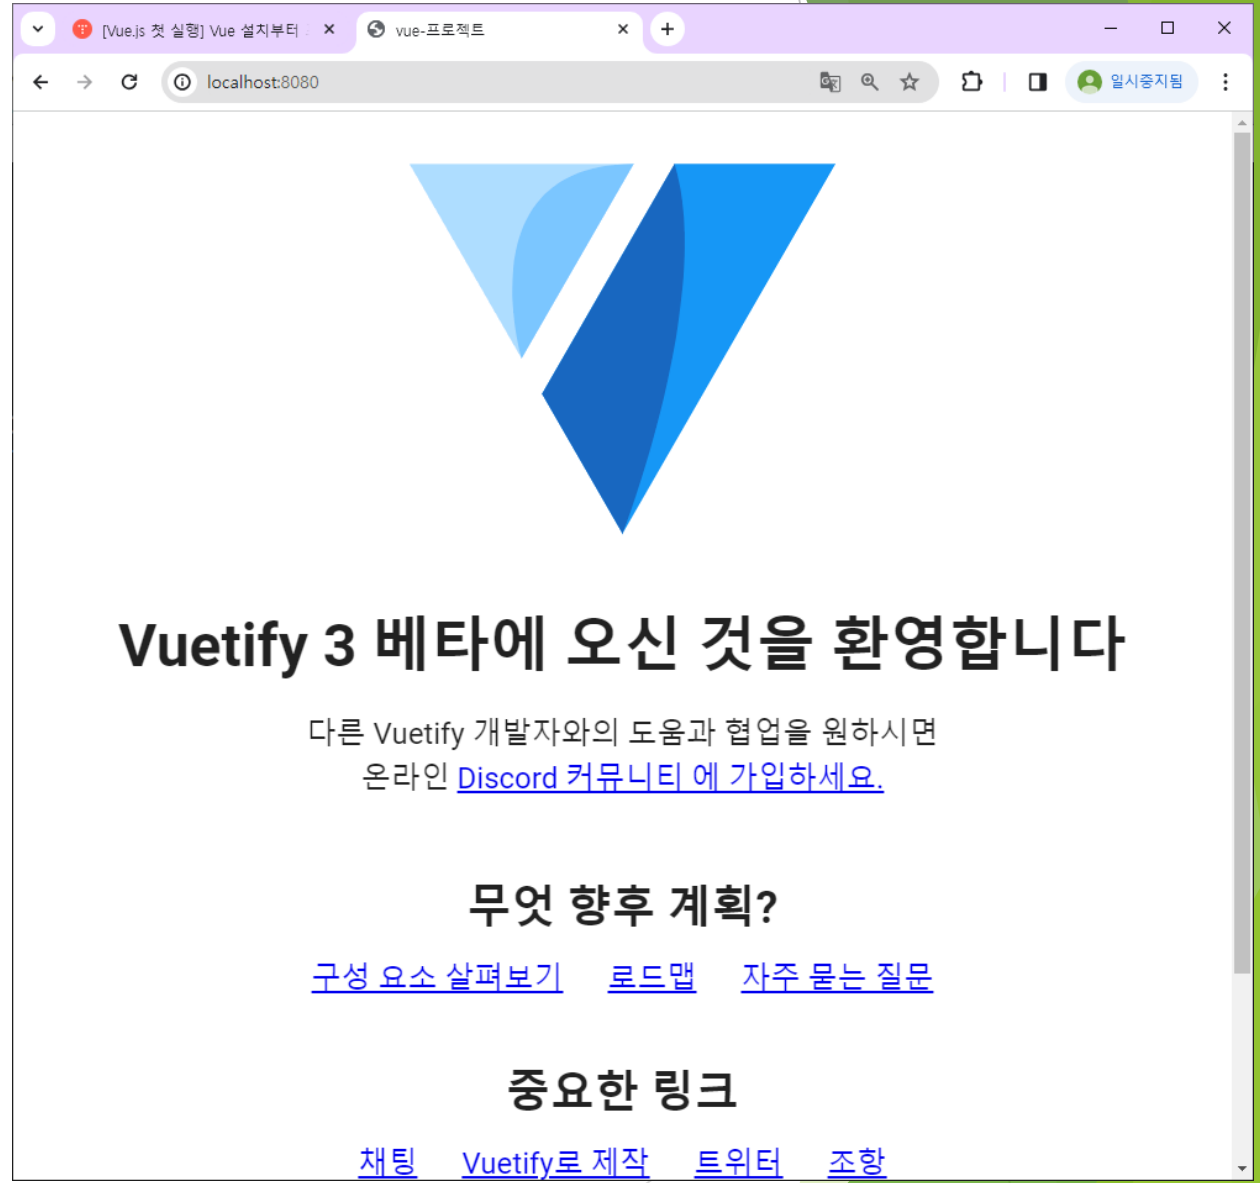 [Vue.js 첫 실행] Vue 설치부터
vue-프로젝트
localhost:8080
일시중지됨
Vuetify 3 베타에 오신 것을 환영합니다
다른 Vuetify 개발자와의 도움과 협업을 원하시면
온라인 Discord 커뮤니티 에 가입하세요.
무엇 향후 계획?
구성 요소 살펴보기 로드맵 자주 묻는 질문
중요한 링크
채팅 Vuetify로 제작 트위터 조항